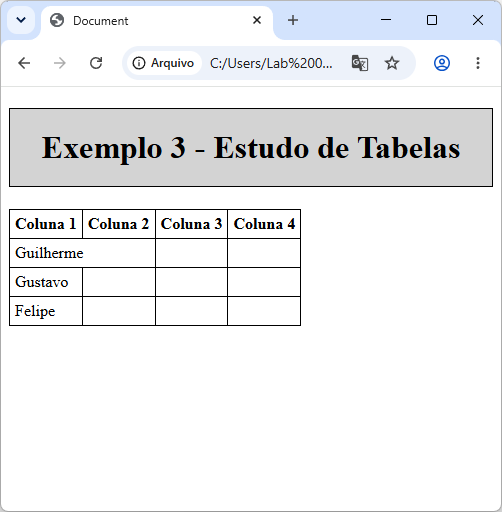 Document
Arquivo C:/Users/Lab%200...
Exemplo 3 - Estudo de Tabelas
Coluna 1 Coluna 2 Coluna 3 Coluna 4
Guilherme
Gustavo
Felipe